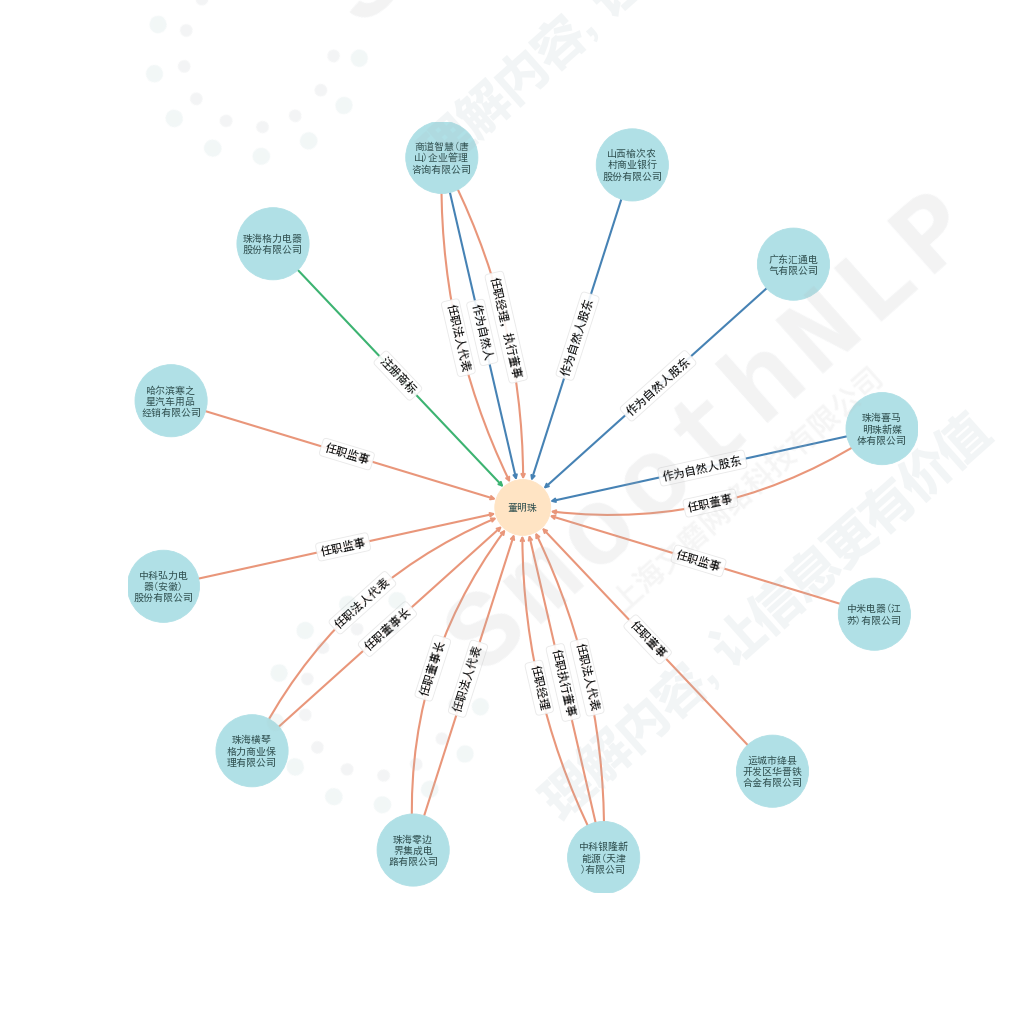 商道智慧(唐
山)企业管理
咨询有限公司
山西榆次农
村商业银行
股份有限公司
珠海格力电器
股份有限公司
广东汇通电
气有限公司
任职法人代表
作为自然人
任职经理，执行董事
作为自然人股东
注册商标
作为自然人股东
哈尔滨寒之
星汽车用品
经销有限公司
珠海喜马
明珠新媒
体有限公司
任职监事
作为自然人股东
任职董事
董明珠
任职监事
任职监事
中科弘力电
器(安徽)
股份有限公司
中米电器(江
苏)有限公司
任职法人代表
任职董事长
任职董事长
任职法人代表
任职经理
任职执行董事
任职法人代表
任职董事
珠海横琴
格力商业保
理有限公司
运城市绛县
开发区华晋铁
合金有限公司
珠海零边
界集成电
路有限公司
中科银隆新
能源(天津
)有限公司
SmoothNLP
理解内容, 让信息更有价值
理解内容, 让